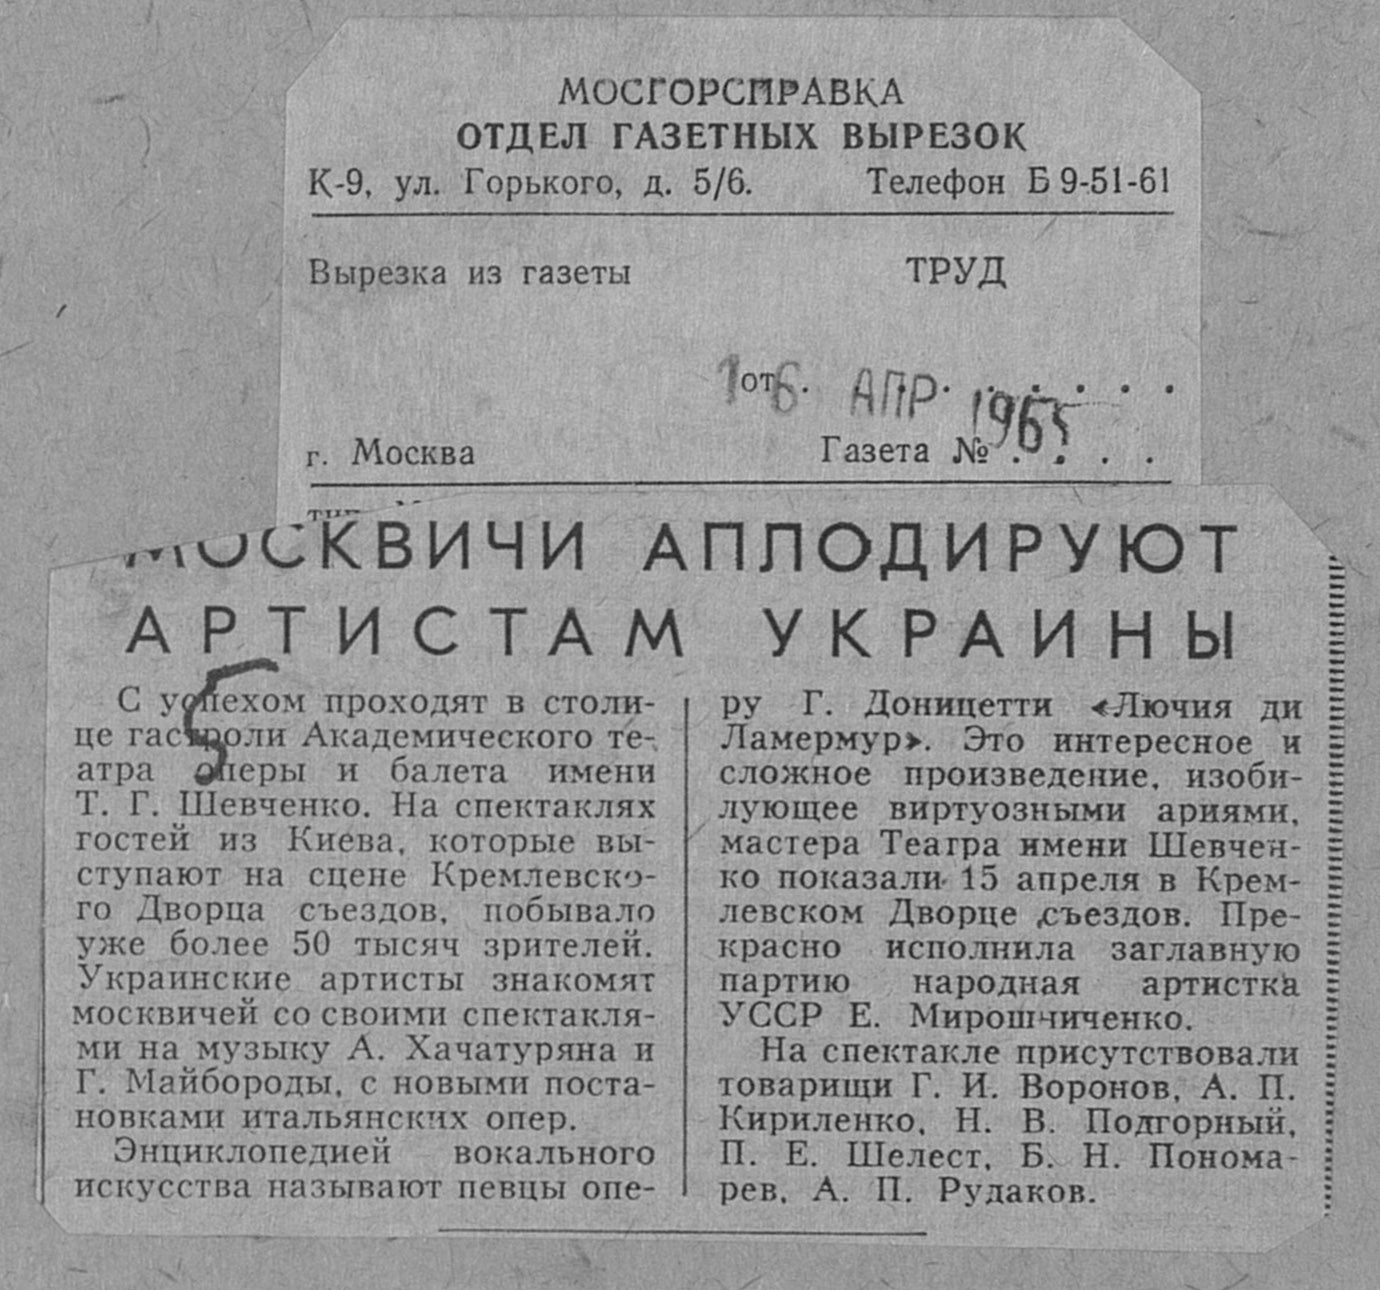 МОСГОРСПРАВКА
ОТДЕЛ ГАЗЕТНЫХ ВЫРЕЗОК
К-9, ул. Горького, д. 5/6. Телефон Б 9-51-61
Вырезка из газеты ТРУД
от 16 АПР 1965
г. Москва Газета № . . . .
МОСКВИЧИ АПЛОДИРУЮТ
АРТИСТАМ УКРАИНЫ
С успехом проходят в столи-
це гастроли Академического те-
атра оперы и балета имени
Т. Г. Шевченко. На спектаклях
гостей из Киева, которые вы-
ступают на сцене Кремлевско-
го Дворца съездов, побывало
уже более 50 тысяч зрителей.
Украинские артисты знакомят
москвичей со своими спектакля-
ми на музыку А. Хачатуряна и
Г. Майбороды, с новыми поста-
новками итальянских опер.
Энциклопедией вокального
искусства называют певцы опе-
ру Г. Доницетти «Лючия ди
Ламермур». Это интересное и
сложное произведение, изоби-
лующее виртуозными ариями,
мастера Театра имени Шевчен-
ко показали 15 апреля в Крем-
левском Дворце съездов. Пре-
красно исполнила заглавную
партию народная артистка
УССР Е. Мирошниченко.
На спектакле присутствовали
товарищи Г. И. Воронов, А. П.
Кириленко, Н. В. Подгорный,
П. Е. Шелест, Б. Н. Понома-
рев, А. П. Рудаков.